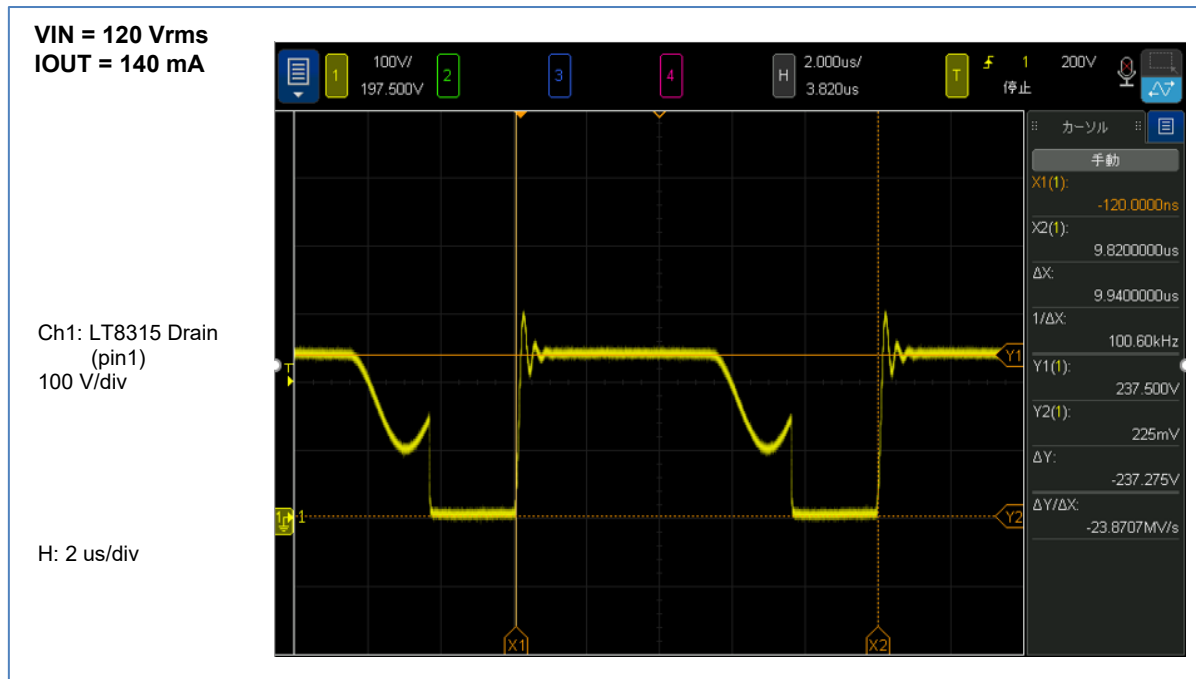 VIN = 120 Vrms
IOUT = 140 mA
1
100V/
197.500V
2
3
4
H
2.000us/
3.820us
T
1
200V
停止
カーソル
手動
X1(1):
-120.0000ns
X2(1):
9.8200000us
ΔX:
9.9400000us
1/ΔX:
100.60kHz
Y1(1):
237.500V
Y2(1):
225mV
ΔY:
-237.275V
ΔY/ΔX:
-23.8707MV/s
Ch1: LT8315 Drain
(pin1)
100 V/div
H: 2 us/div
T
1
1
Y1
Y2
X1
X2